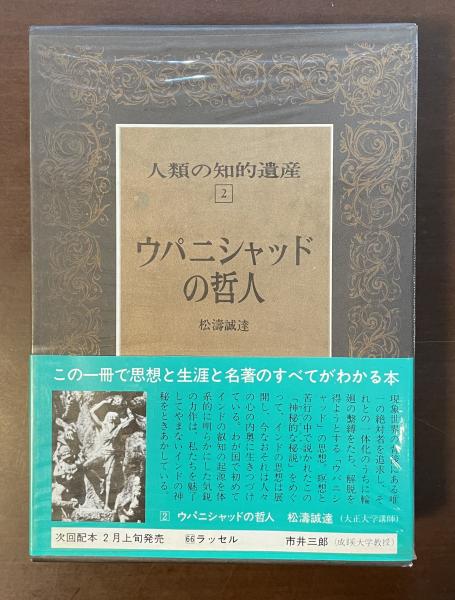 人類の知的遺産
2
ウパニシャッド
の哲人
松濤誠達
この一冊で思想と生涯と名著のすべてがわかる本
現象世界の背後にある唯
一の絶対者を追求し、そ
れとの一体化のうちに輪
廻の繫縛をたち、解脱を
得ようとする「ウパニシ
ャッド」の思想。瞑想と
苦行の中で説かれたこの
「神秘的な秘説」をめぐ
って、インドの思想は展
開し、今なおそれは人々
の心の内奥に生きつづけ
ている。わが国で初めて
インドの叡知の起源を体
系的に明らかにした気鋭
の力作は、私たちを魅了
してやまないインドの神
秘をときあかしている。
2 ウパニシャッドの哲人 松濤誠達(大正大学講師)
次回配本 2月上旬発売 66 ラッセル 市井三郎(成蹊大学教授)